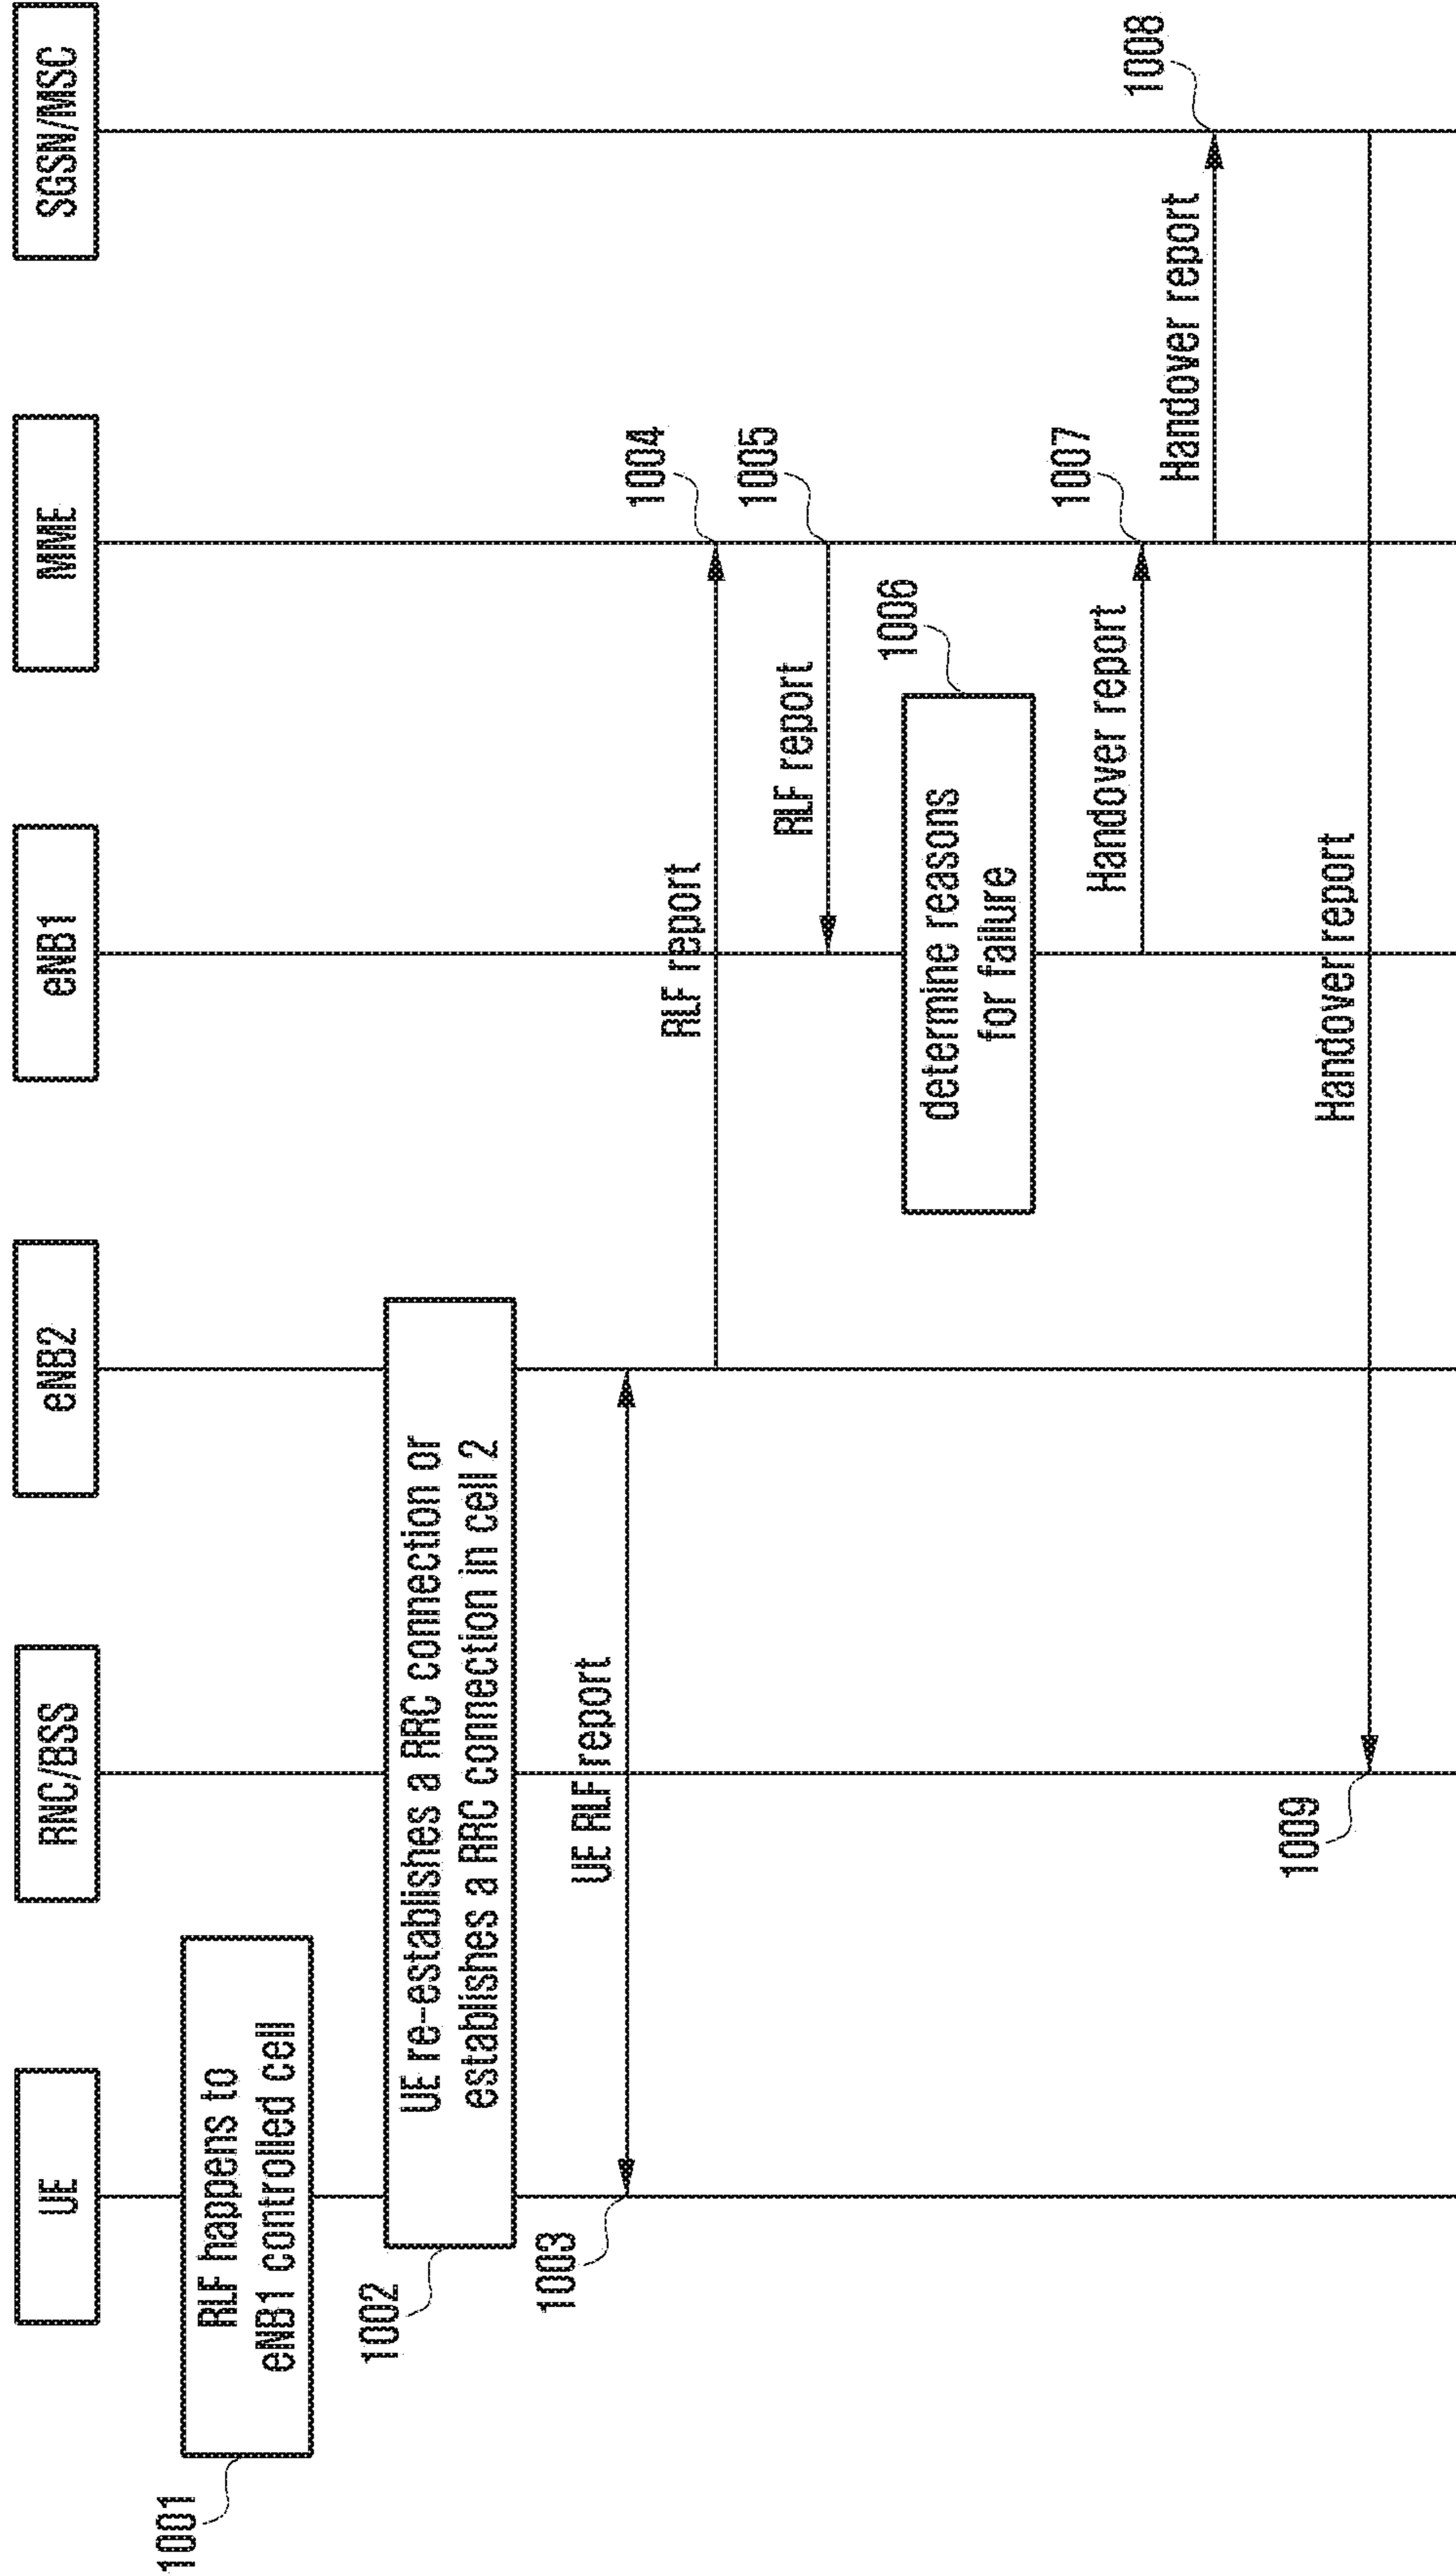 UE
RNC/BSS
eNB2
eNB1
MME
SGSN/MSC
1001
RLF happens to
eNB1 controlled cell
1002
UE re-establishes a RRC connection or
establishes a RRC connection in cell 2
1003
UE RLF report
RLF report
1004
RLF report
1005
determine reasons
for failure
1006
Handover report
1007
Handover report
1008
Handover report
1009